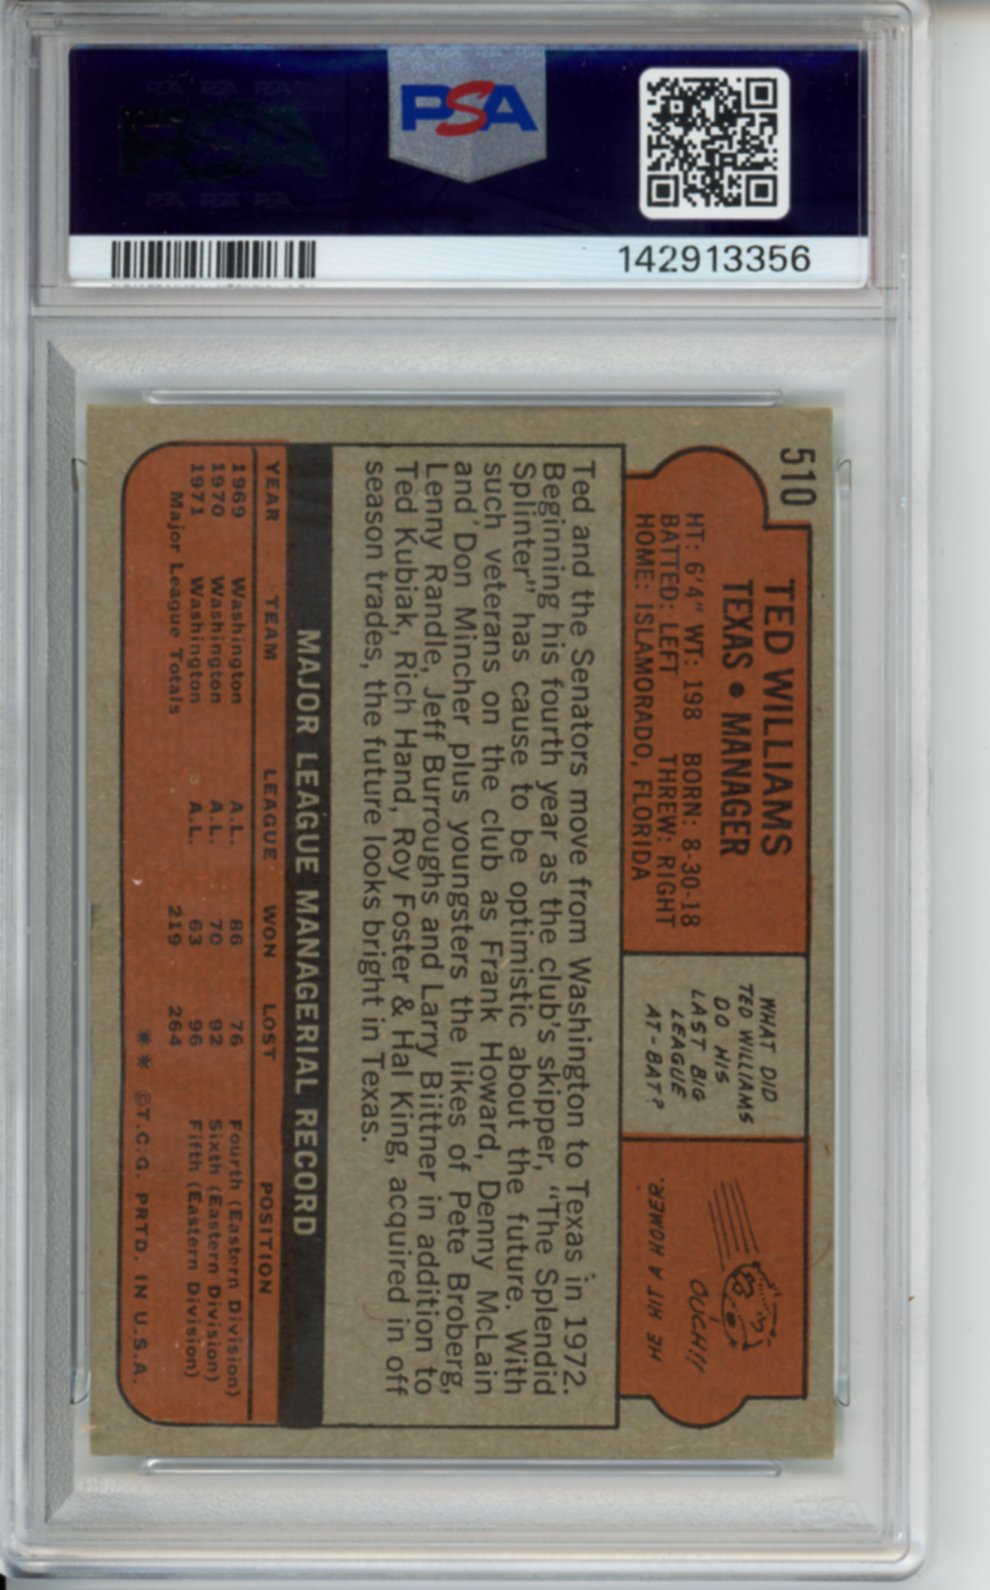 PSA PSA PSA
PSA
PSA PSA PSA
PSA
142913356
510
TED WILLIAMS
TEXAS • MANAGER
HT: 6'4" WT: 198 BORN: 8-30-18
BATTED: LEFT THREW: RIGHT
HOME: ISLAMORADO, FLORIDA
WHAT DID
TED WILLIAMS
DO HIS
LAST BIG
LEAGUE
AT-BAT?
OUCH!!
HE HIT A HOMER.
Ted and the Senators move from Washington to Texas in 1972.
Beginning his fourth year as the club's skipper, "The Splendid
Splinter" has cause to be optimistic about the future. With
such veterans on the club as Frank Howard, Denny McLain
and Don Mincher plus youngsters the likes of Pete Broberg,
Lenny Randle, Jeff Burroughs and Larry Biittner in addition to
Ted Kubiak, Rich Hand, Roy Foster & Hal King, acquired in off
season trades, the future looks bright in Texas.
MAJOR LEAGUE MANAGERIAL RECORD
YEAR TEAM LEAGUE WON LOST POSITION
1969 Washington A.L. 86 76 Fourth (Eastern Division)
1970 Washington A.L. 70 92 Sixth (Eastern Division)
1971 Washington A.L. 63 96 Fifth (Eastern Division)
Major League Totals 219 264
** ©T.C.G. PRTD. IN U.S.A.